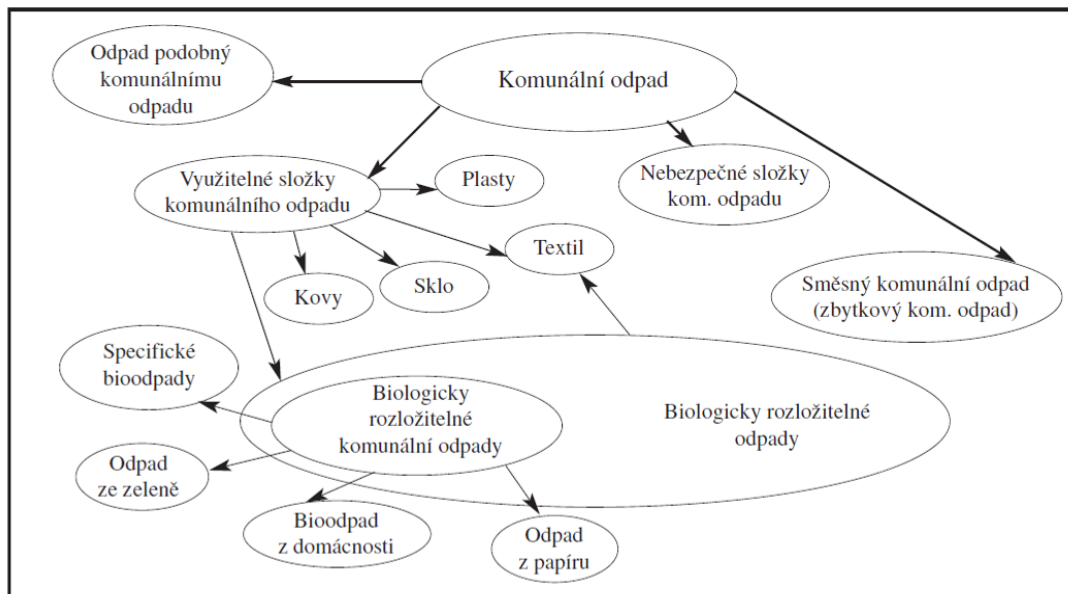 Odpad podobný
komunálnímu
odpadu
Komunální odpad
Využitelné složky
komunálního odpadu
Plasty
Nebezpečné složky
kom. odpadu
Textil
Kovy
Sklo
Směsný komunální odpad
(zbytkový kom. odpad)
Specifické
bioodpady
Biologicky
rozložitelné
komunální odpady
Biologicky rozložitelné
odpady
Odpad
ze zeleně
Bioodpad
z domácnosti
Odpad
z papíru